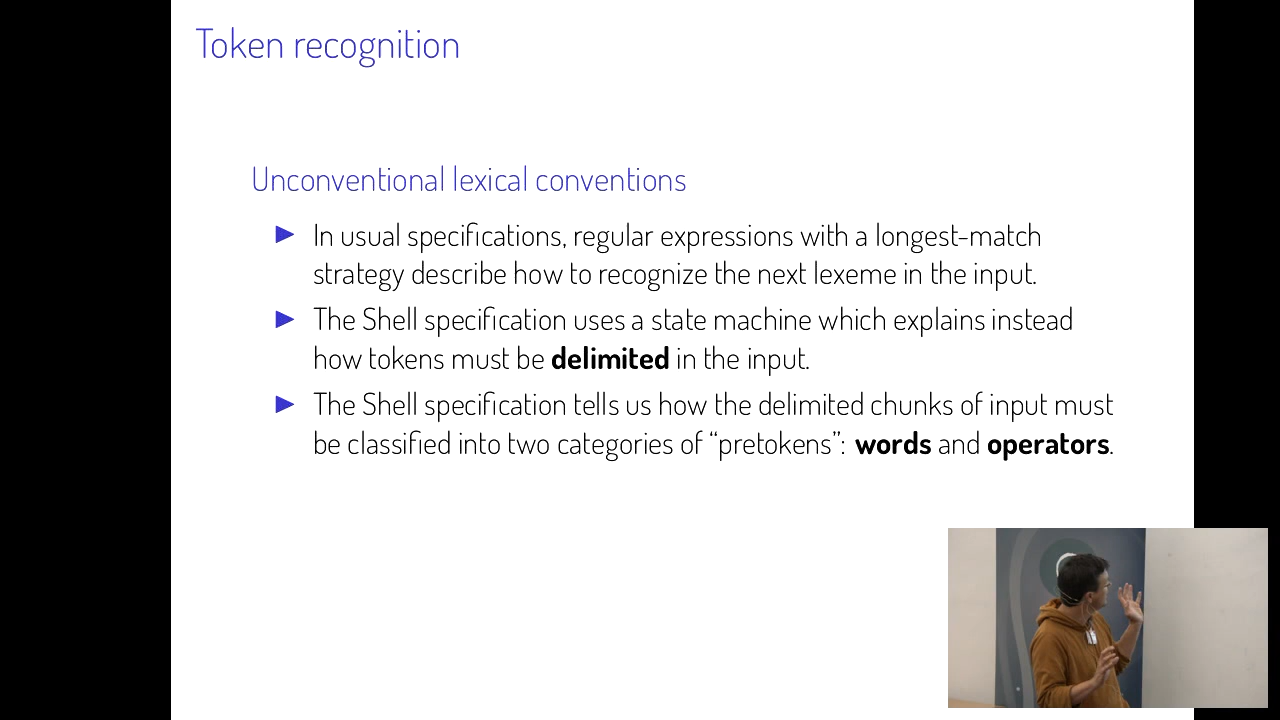 Token recognition
Unconventional lexical conventions
► In usual specifications, regular expressions with a longest-match
strategy describe how to recognize the next lexeme in the input.
► The Shell specification uses a state machine which explains instead
how tokens must be delimited in the input.
► The Shell specification tells us how the delimited chunks of input must
be classified into two categories of “pretokens”: words and operators.